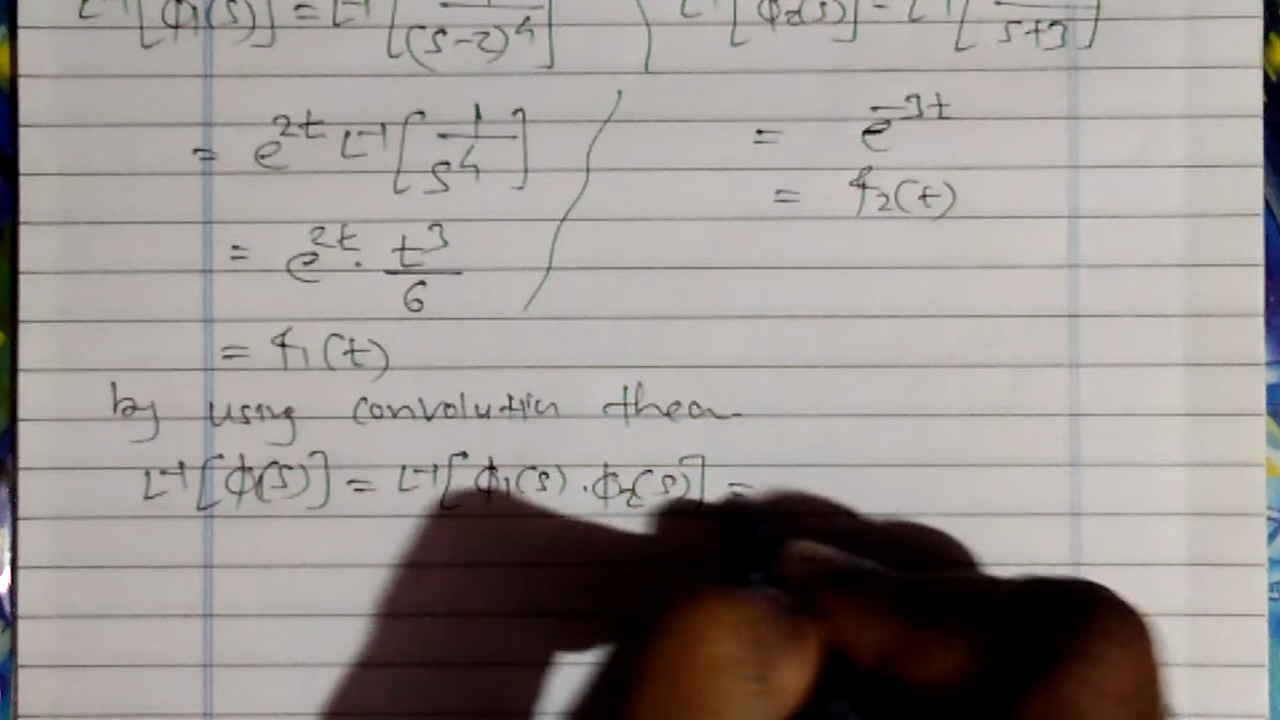 L⁻¹[ϕ₁(s)] = L⁻¹[1/(s-2)⁴] L⁻¹[ϕ₂(s)] = L⁻¹[1/s+3]
= e^2t L⁻¹[1/s⁴] = e^-3t
= f₂(t)
= e^2t . t³/6
= f₁(t)
by using convolution theo
L⁻¹[ϕ(s)] = L⁻¹[ϕ₁(s) . ϕ₂(s)] =